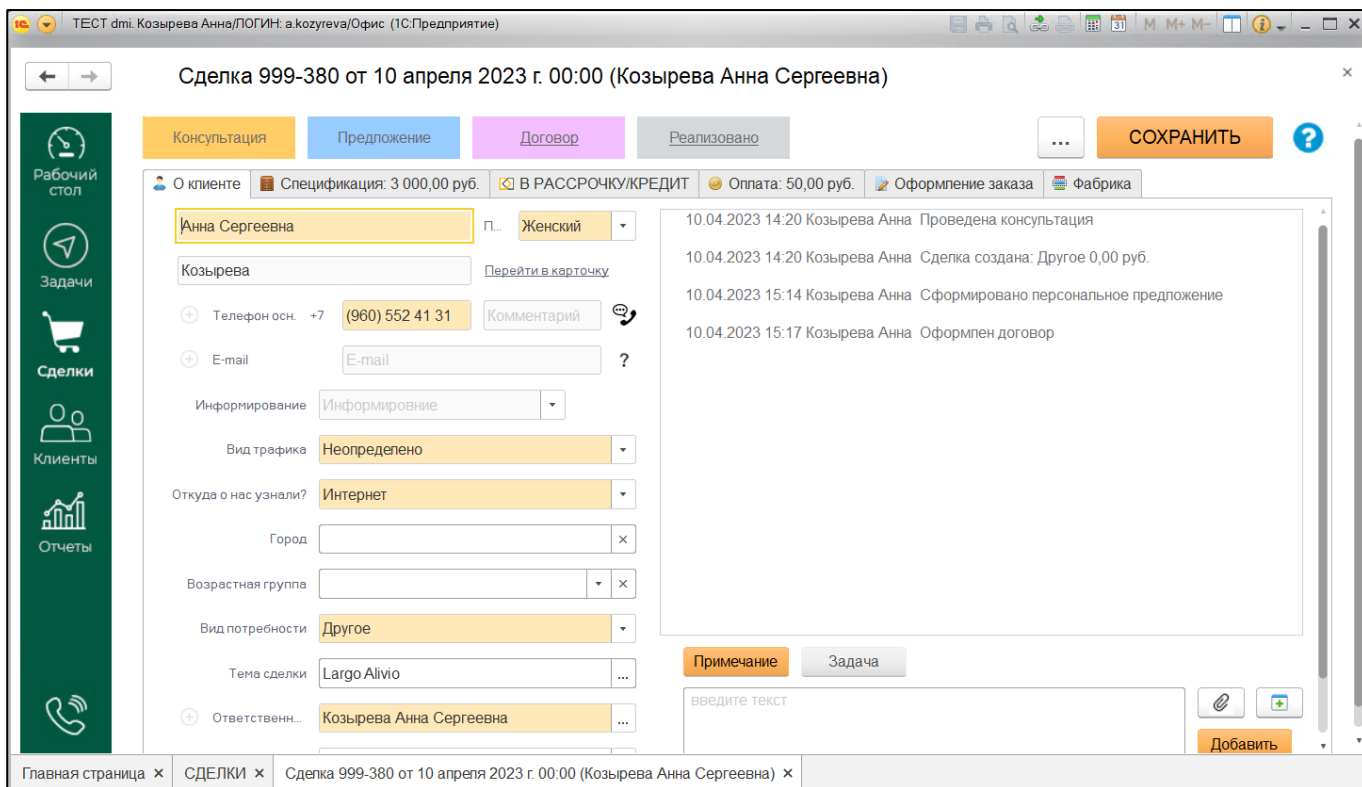 ТЕСТ dmi. Козырева Анна/ЛОГИН: a.kozyreva/Офис (1С:Предприятие)
M M+ M-
Сделка 999-380 от 10 апреля 2023 г. 00:00 (Козырева Анна Сергеевна)
Консультация Предложение Договор Реализовано ... СОХРАНИТЬ ?
О клиенте Спецификация: 3 000,00 руб. В РАССРОЧКУ/КРЕДИТ Оплата: 50,00 руб. Оформление заказа Фабрика
Рабочий стол
Задачи
Сделки
Клиенты
Отчеты
Анна Сергеевна П... Женский
Козырева Перейти в карточку
Телефон осн. +7 (960) 552 41 31 Комментарий
E-mail E-mail ?
Информирование Информировние
Вид трафика Неопределено
Откуда о нас узнали? Интернет
Город
Возрастная группа
Вид потребности Другое
Тема сделки Largo Alivio ...
Ответственн... Козырева Анна Сергеевна ...
10.04.2023 14:20 Козырева Анна Проведена консультация
10.04.2023 14:20 Козырева Анна Сделка создана: Другое 0,00 руб.
10.04.2023 15:14 Козырева Анна Сформировано персональное предложение
10.04.2023 15:17 Козырева Анна Оформлен договор
Примечание Задача
введите текст
Добавить
Главная страница × СДЕЛКИ × Сделка 999-380 от 10 апреля 2023 г. 00:00 (Козырева Анна Сергеевна) ×